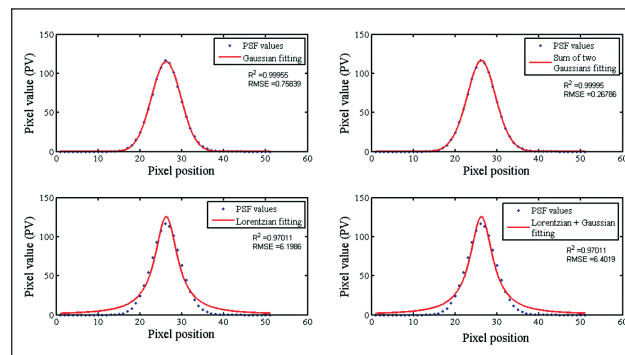 150
100
50
0
0 10 20 30 40 50 60
Pixel value (PV)
Pixel position
PSF values
Gaussian fitting
R² =0.99955
RMSE =0.75839
150
100
50
0
0 10 20 30 40 50 60
Pixel value (PV)
Pixel position
PSF values
Sum of two
Gaussians fitting
R² =0.99995
RMSE =0.26786
150
100
50
0
0 10 20 30 40 50 60
Pixel value (PV)
Pixel position
PSF values
Lorentzian fitting
R² =0.97011
RMSE =6.1986
150
100
50
0
0 10 20 30 40 50 60
Pixel value (PV)
Pixel position
PSF values
Lorentzian + Gaussian
fitting
R² =0.97011
RMSE =6.4019